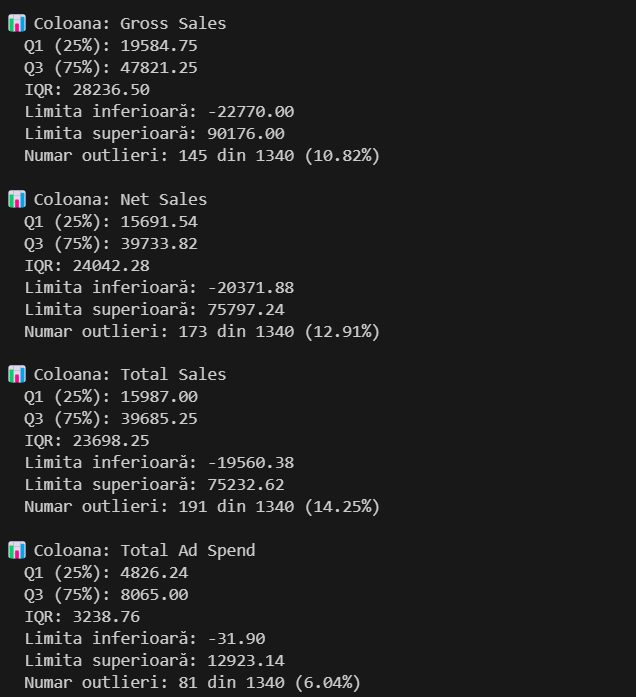 📊 Coloana: Gross Sales
Q1 (25%): 19584.75
Q3 (75%): 47821.25
IQR: 28236.50
Limita inferioară: -22770.00
Limita superioară: 90176.00
Numar outlieri: 145 din 1340 (10.82%)
📊 Coloana: Net Sales
Q1 (25%): 15691.54
Q3 (75%): 39733.82
IQR: 24042.28
Limita inferioară: -20371.88
Limita superioară: 75797.24
Numar outlieri: 173 din 1340 (12.91%)
📊 Coloana: Total Sales
Q1 (25%): 15987.00
Q3 (75%): 39685.25
IQR: 23698.25
Limita inferioară: -19560.38
Limita superioară: 75232.62
Numar outlieri: 191 din 1340 (14.25%)
📊 Coloana: Total Ad Spend
Q1 (25%): 4826.24
Q3 (75%): 8065.00
IQR: 3238.76
Limita inferioară: -31.90
Limita superioară: 12923.14
Numar outlieri: 81 din 1340 (6.04%)